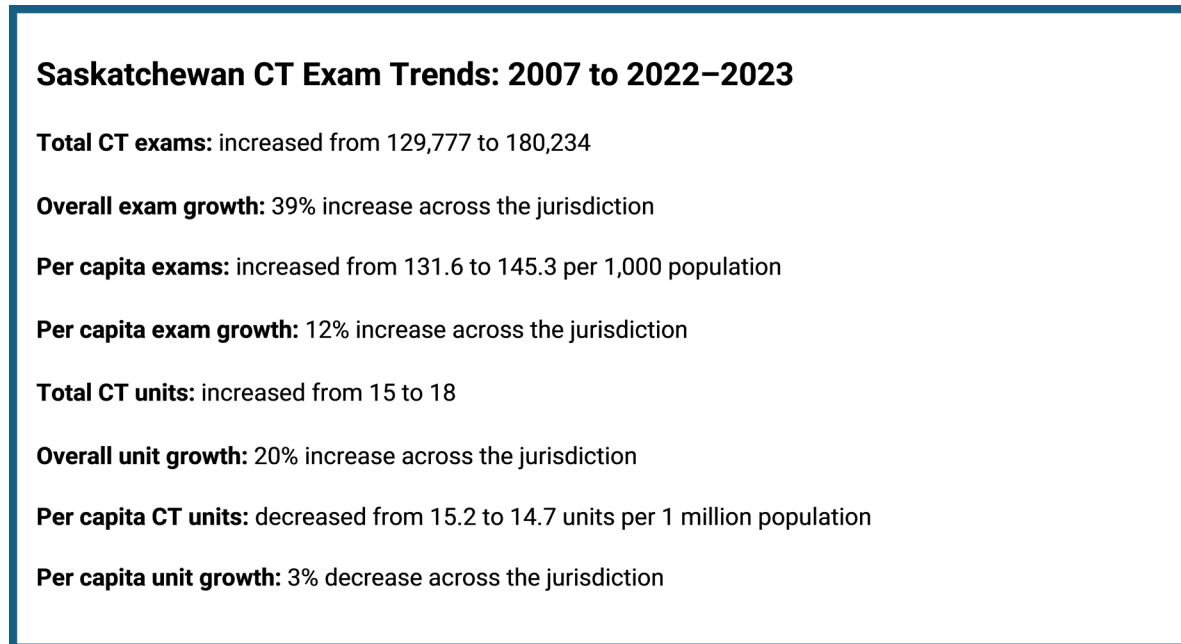 Saskatchewan CT Exam Trends: 2007 to 2022–2023
Total CT exams: increased from 129,777 to 180,234
Overall exam growth: 39% increase across the jurisdiction
Per capita exams: increased from 131.6 to 145.3 per 1,000 population
Per capita exam growth: 12% increase across the jurisdiction
Total CT units: increased from 15 to 18
Overall unit growth: 20% increase across the jurisdiction
Per capita CT units: decreased from 15.2 to 14.7 units per 1 million population
Per capita unit growth: 3% decrease across the jurisdiction